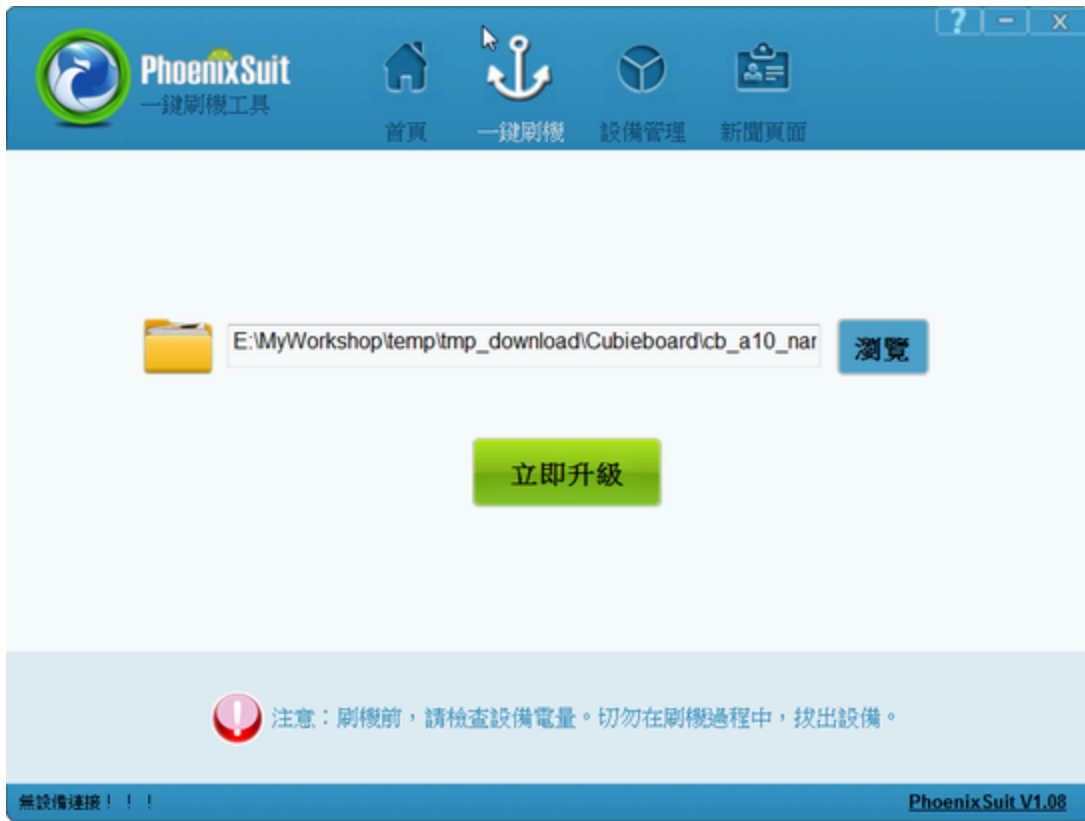 ? − x
PhoenixSuit
一鍵刷機工具
首頁 一鍵刷機 設備管理 新聞頁面
E:\MyWorkshop\temp\tmp_download\Cubieboard\cb_a10_nar
瀏覽
立即升級
注意：刷機前，請檢查設備電量。切勿在刷機過程中，拔出設備。
無設備連接！！！
PhoenixSuit V1.08